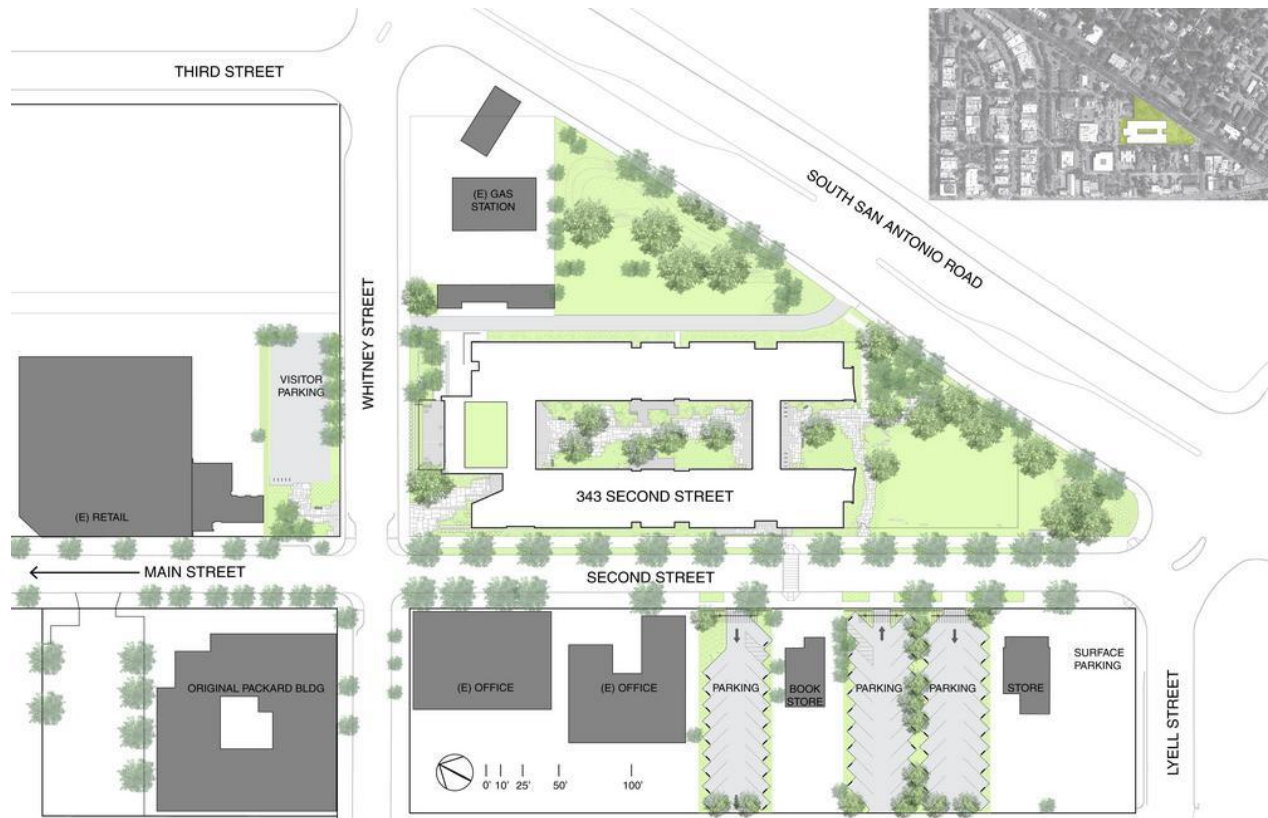 THIRD STREET
(E) GAS
STATION
SOUTH SAN ANTONIO ROAD
WHITNEY STREET
VISITOR
PARKING
343 SECOND STREET
(E) RETAIL
MAIN STREET
SECOND STREET
ORIGINAL PACKARD BLDG
(E) OFFICE
(E) OFFICE
PARKING
BOOK
STORE
PARKING
PARKING
STORE
SURFACE
PARKING
LYELL STREET
0' 10' 25' 50' 100'